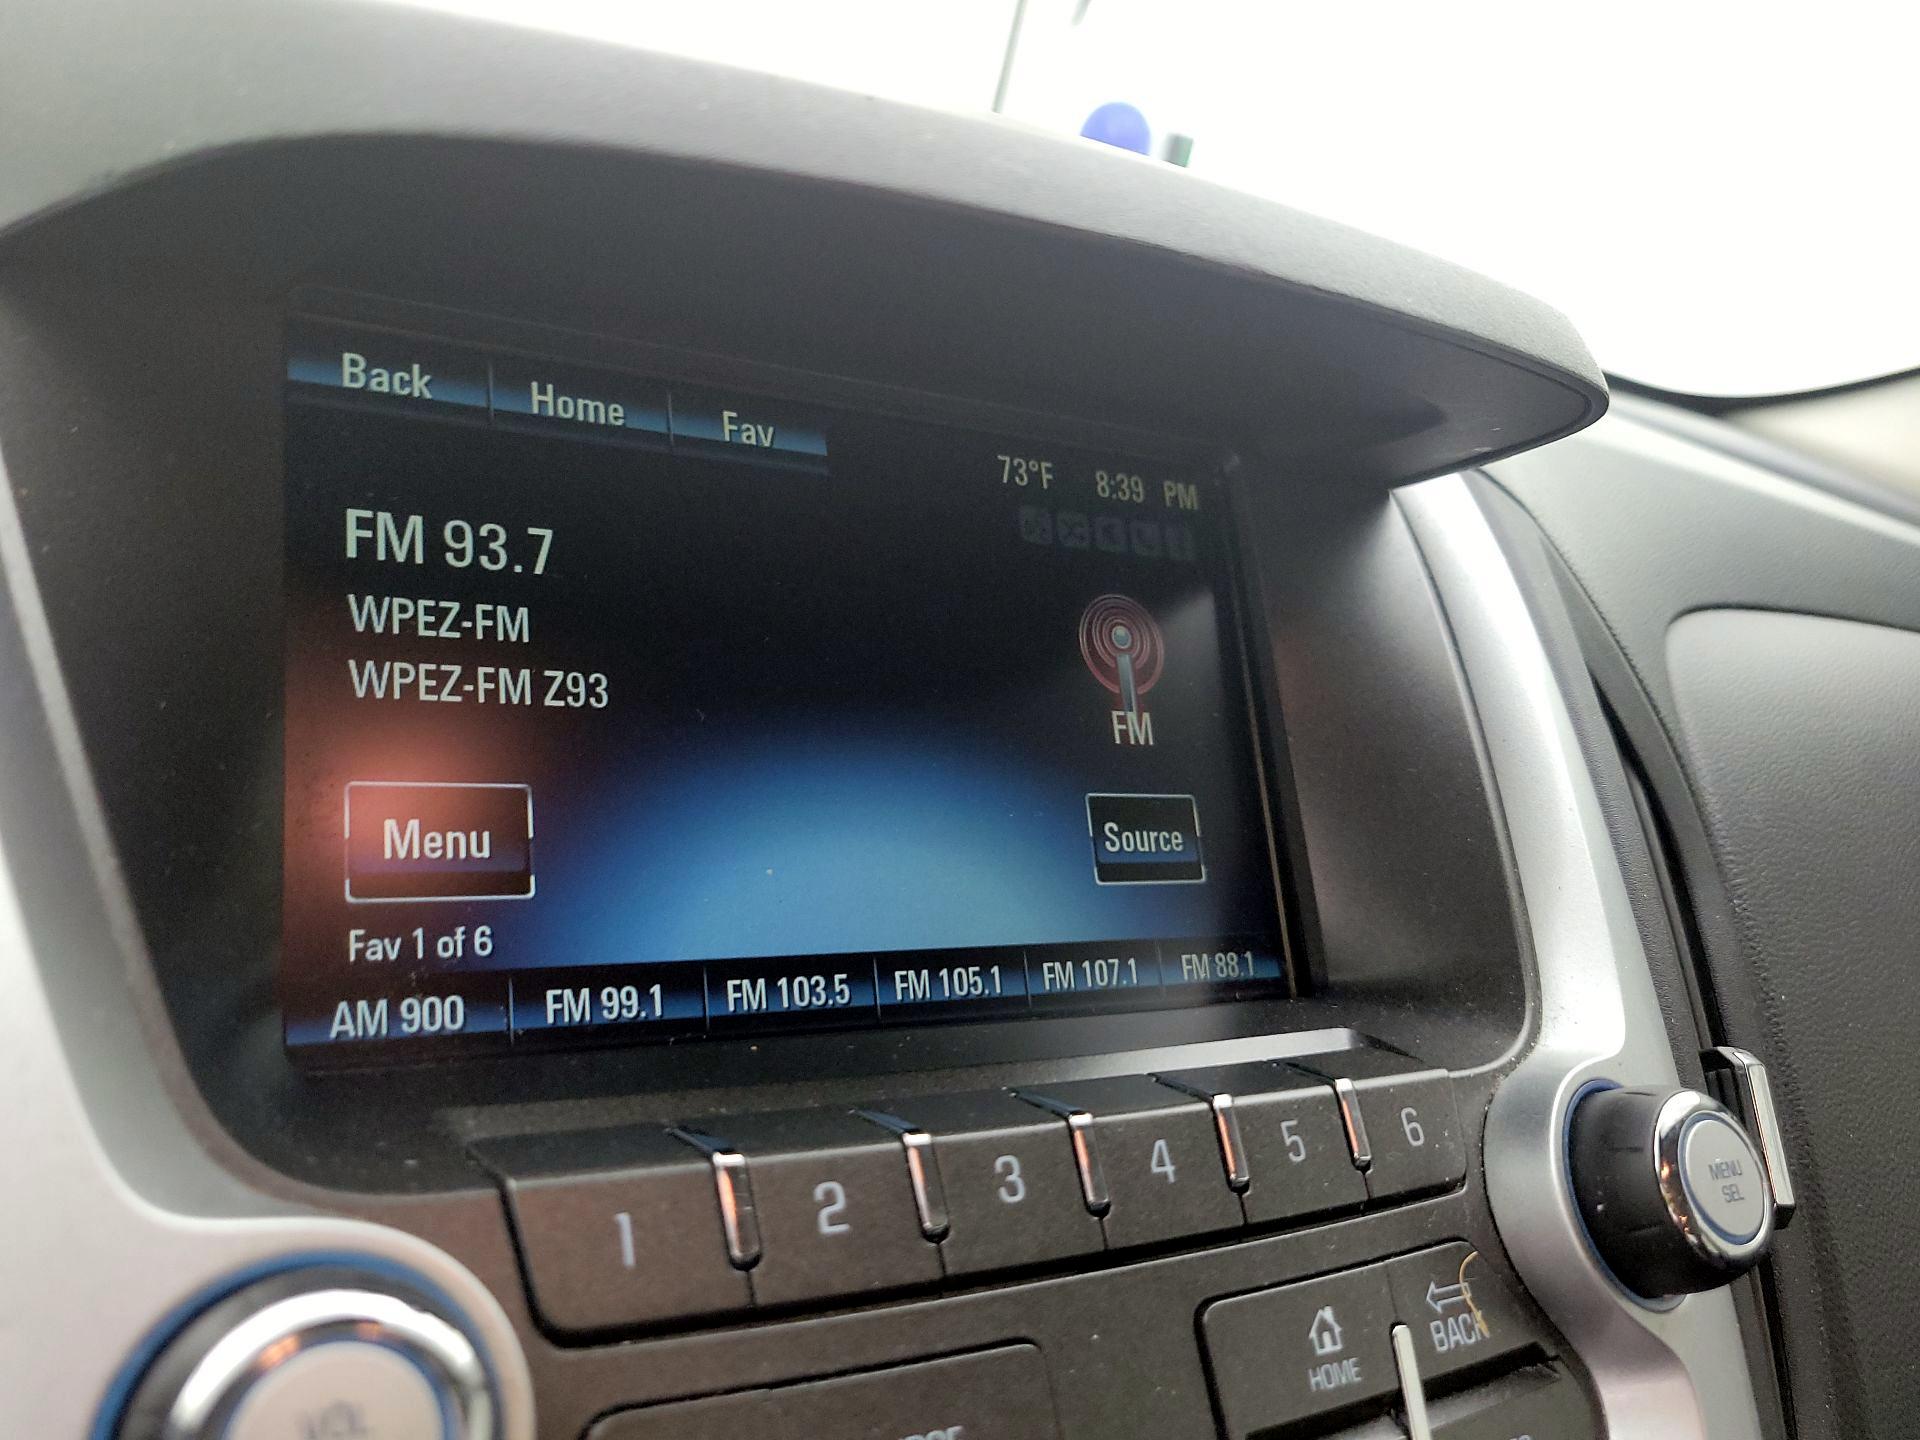 Back Home Fav
73°F 8:39 PM
FM 93.7
WPEZ-FM
WPEZ-FM Z93
FM
Menu
Source
Fav 1 of 6
AM 900 FM 99.1 FM 103.5 FM 105.1 FM 107.1 FM 88.1
1 2 3 4 5 6
MENU
SEL
HOME
BACK
VOL